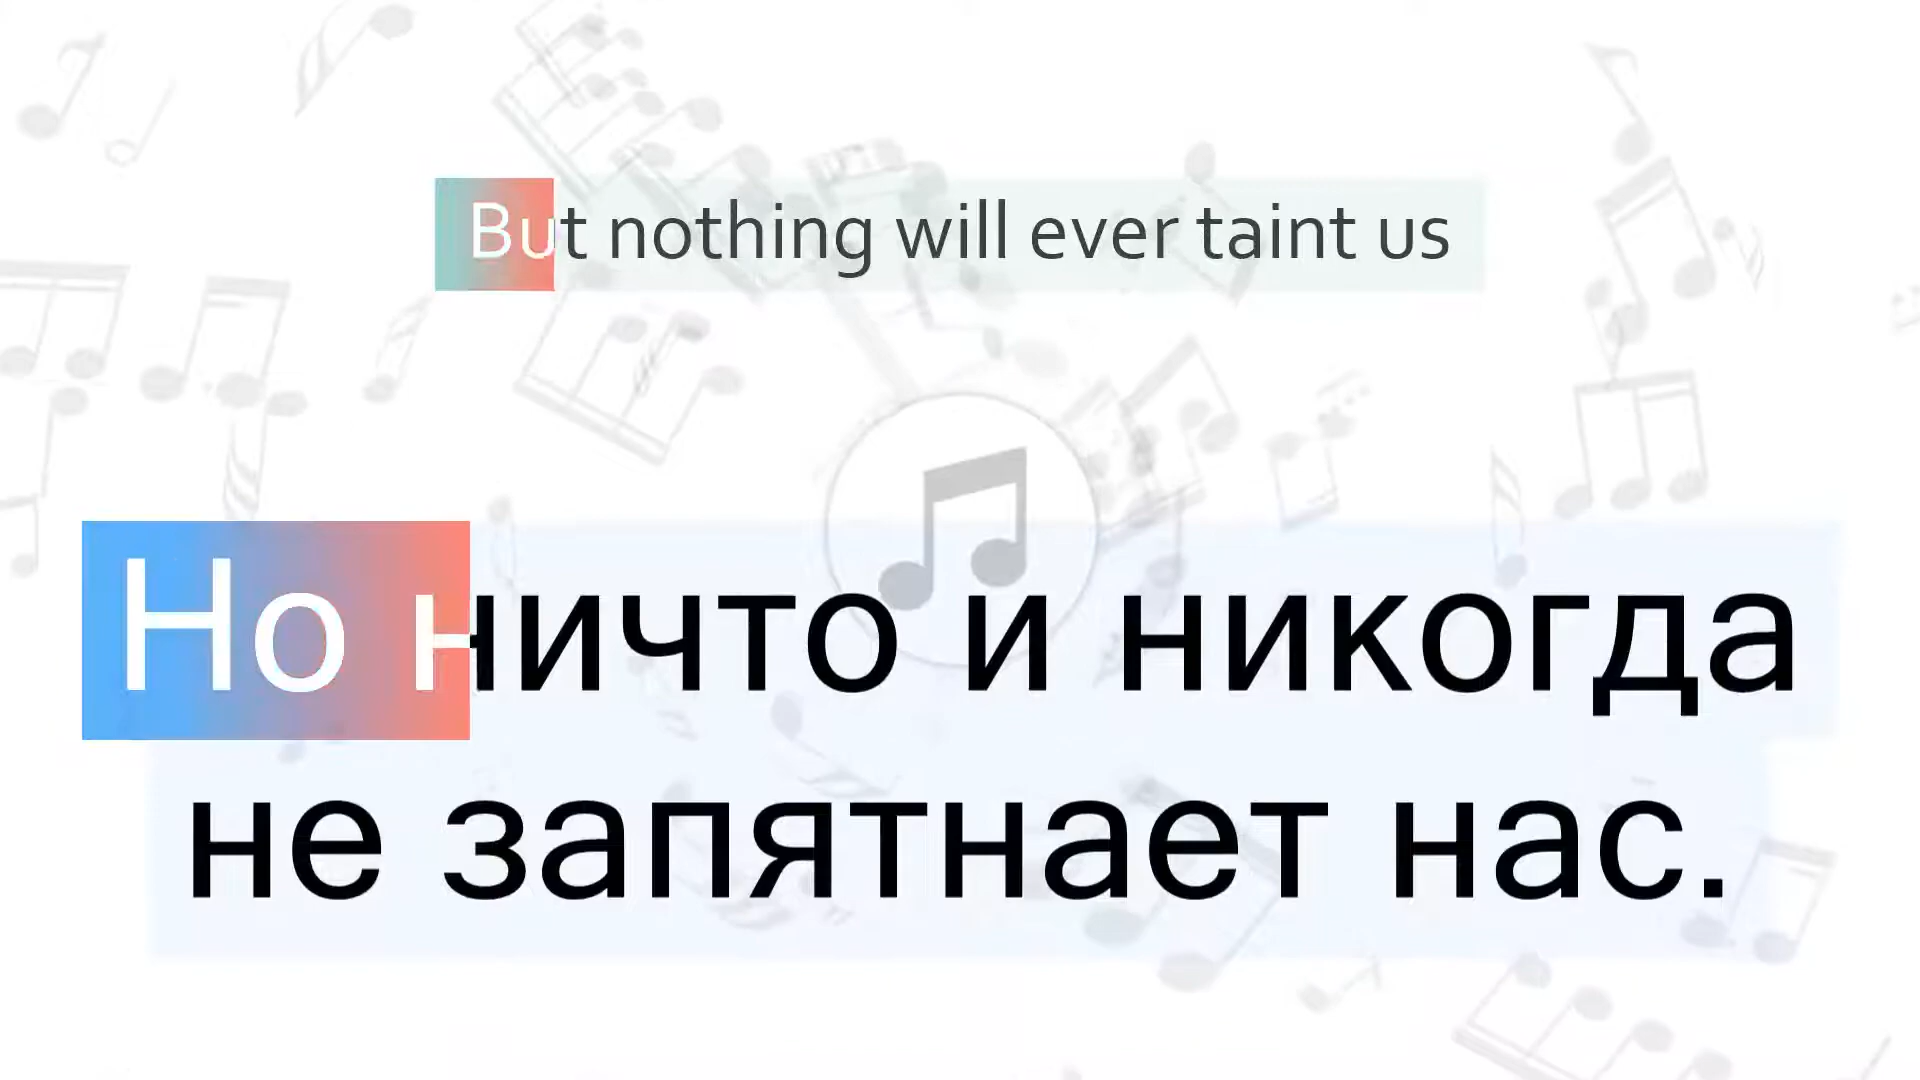 But nothing will ever taint us
Но ничто и никогда
не запятнает нас.